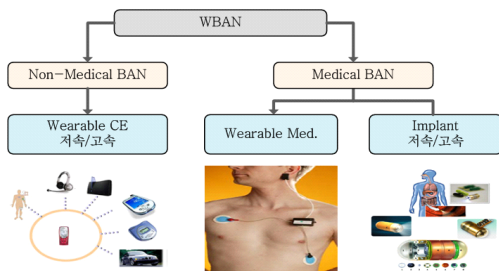 WBAN
Non-Medical BAN
Medical BAN
Wearable CE
저속/고속
Wearable Med.
Implant
저속/고속